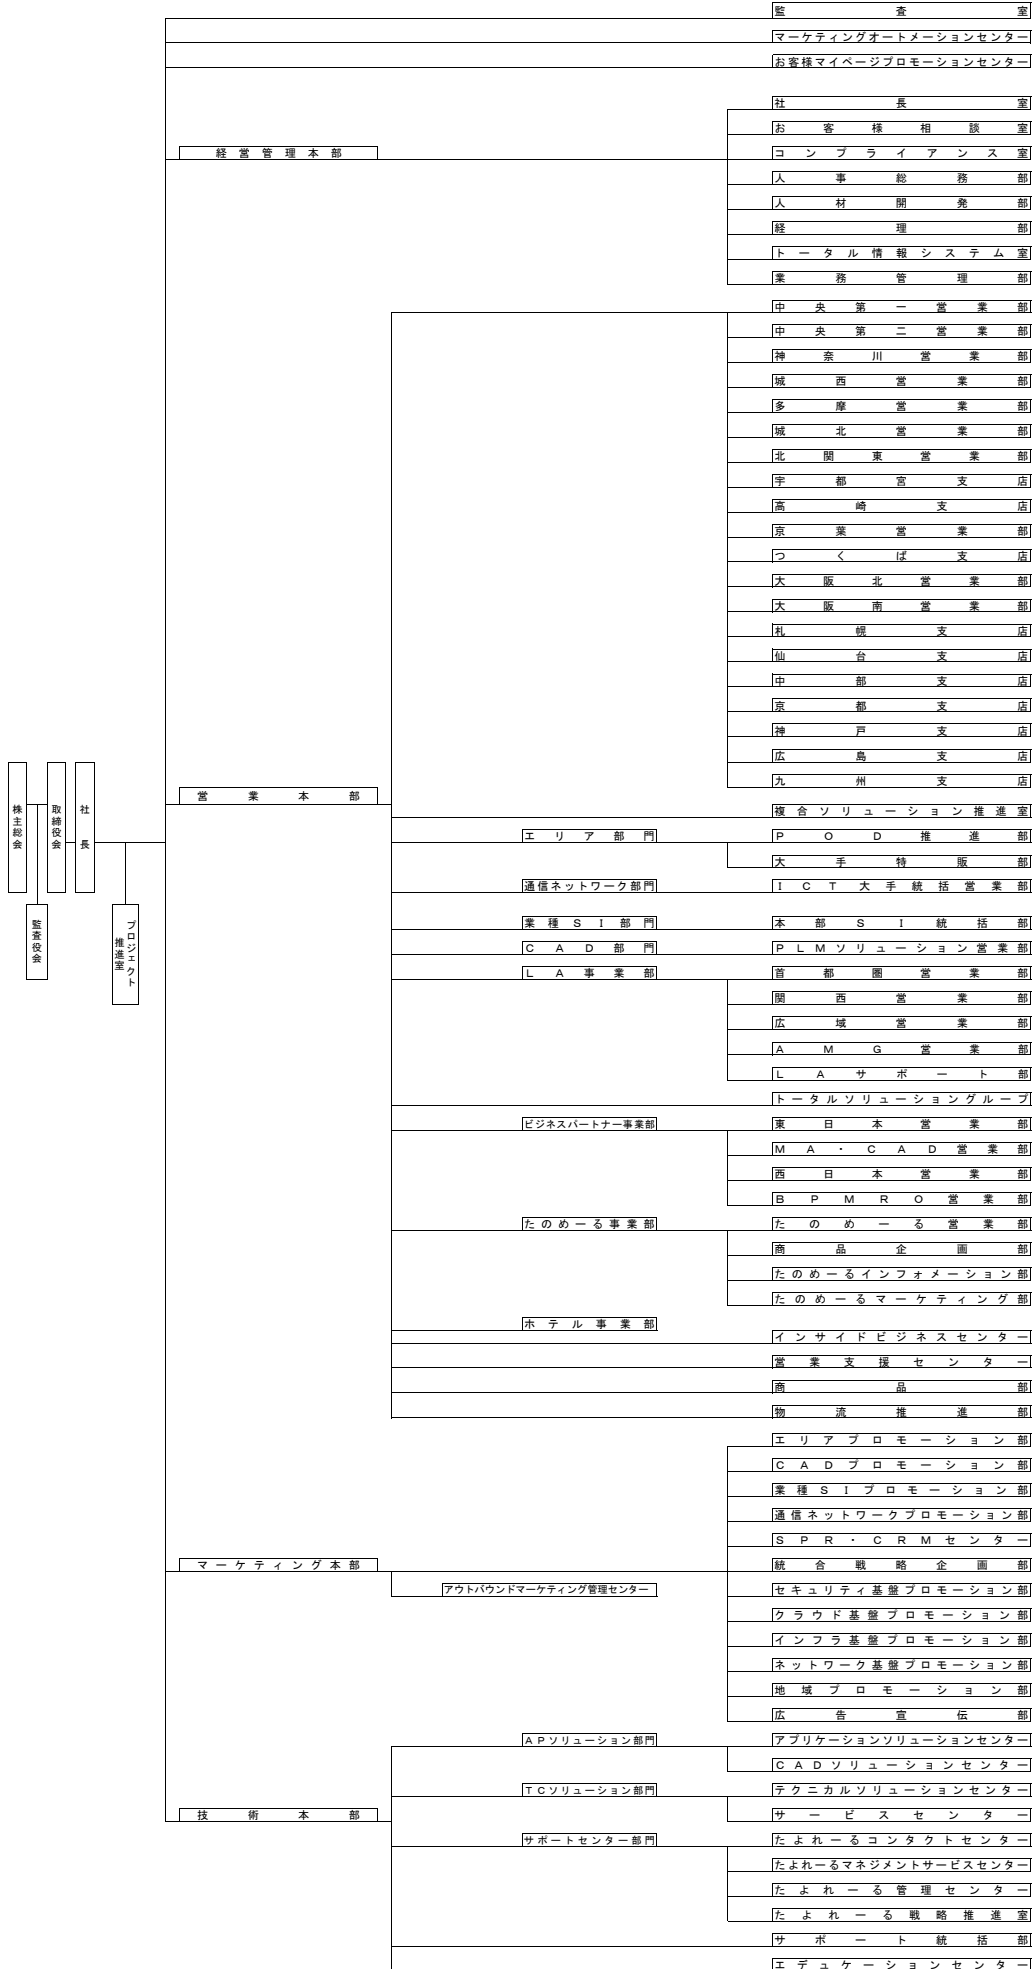 監査室
マーケティングオートメーションセンター
お客様マイページプロモーションセンター
社長室
お客様相談室
経営管理本部
コンプライアンス室
人事総務部
人材開発部
経理部
トータル情報システム室
業務管理部
中央第一営業部
中央第二営業部
神奈川営業部
城西営業部
多摩営業部
城北営業部
北関東営業部
宇都宮支店
高崎支店
京葉営業部
つくば支店
大阪北営業部
大阪南営業部
札幌支店
仙台支店
中部支店
京都支店
神戸支店
広島支店
九州支店
株主総会
取締役会
社長
監査役会
プロジェクト
推進室
営業本部
複合ソリューション推進室
エリア部門
POD推進部
大手特販部
通信ネットワーク部門
ICT大手統括営業部
業種SI部門
本部SI統括部
CAD部門
PLMソリューション営業部
LA事業部
首都圏営業部
関西営業部
広域営業部
AMG営業部
LAサポート部
トータルソリューショングループ
ビジネスパートナー事業部
東日本営業部
MA・CAD営業部
西日本営業部
BPMRO営業部
たのめーる事業部
たのめーる営業部
商品企画部
たのめーるインフォメーション部
たのめーるマーケティング部
ホテル事業部
インサイドビジネスセンター
営業支援センター
商品部
物流推進部
エリアプロモーション部
CADプロモーション部
業種SIプロモーション部
通信ネットワークプロモーション部
SPR・CRMセンター
マーケティング本部
統合戦略企画部
アウトバウンドマーケティング管理センター
セキュリティ基盤プロモーション部
クラウド基盤プロモーション部
インフラ基盤プロモーション部
ネットワーク基盤プロモーション部
地域プロモーション部
広告宣伝部
APソリューション部門
アプリケーションソリューションセンター
CADソリューションセンター
TCソリューション部門
テクニカルソリューションセンター
技術本部
サービスセンター
サポートセンター部門
たよれーるコンタクトセンター
たよれーるマネジメントサービスセンター
たよれーる管理センター
たよれーる戦略推進室
サポート統括部
エデュケーションセンター